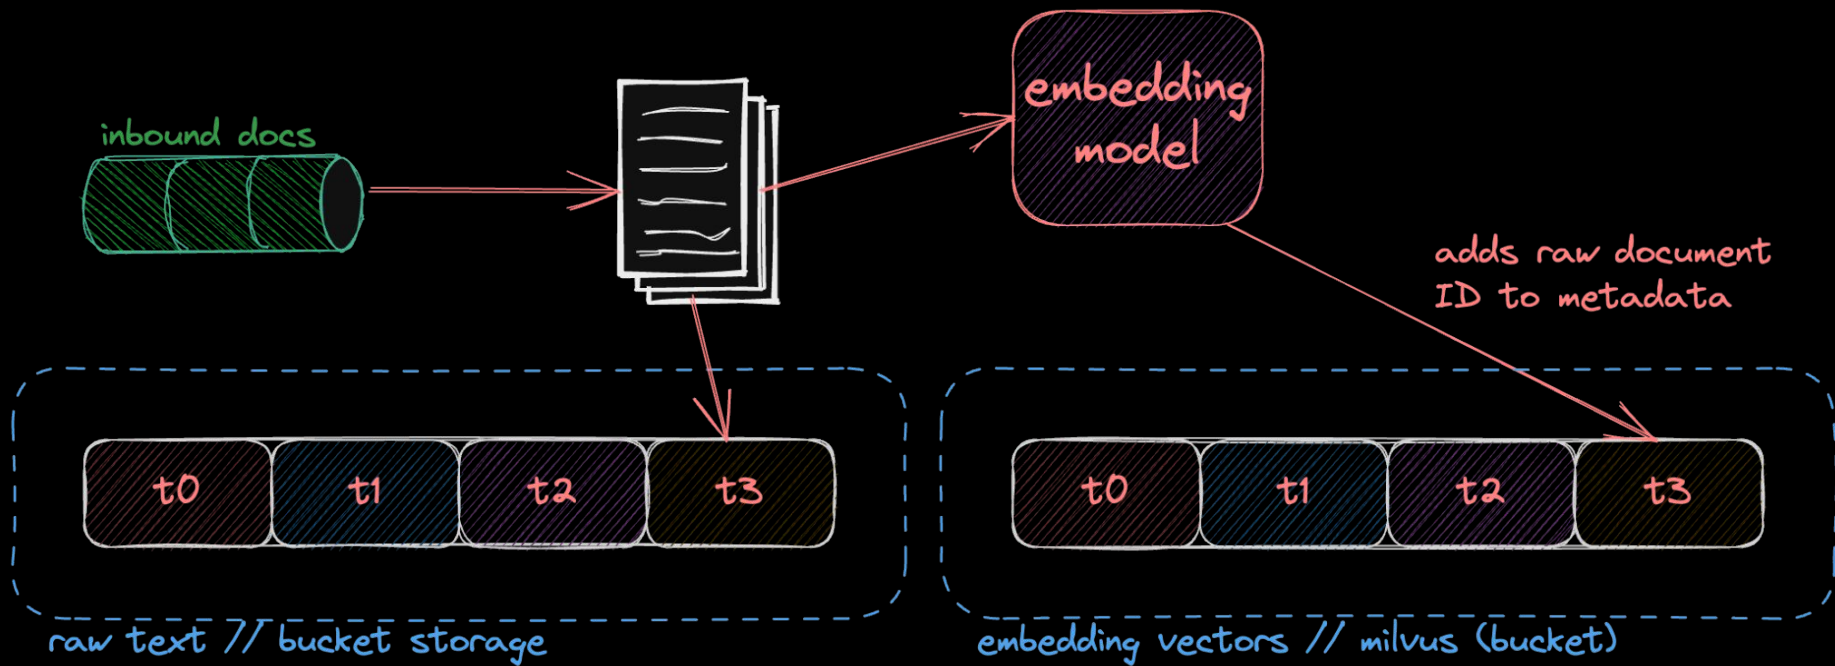 embedding
model
inbound docs
adds raw document
ID to metadata
t0 t1 t2 t3
t0 t1 t2 t3
raw text // bucket storage
embedding vectors // milvus (bucket)